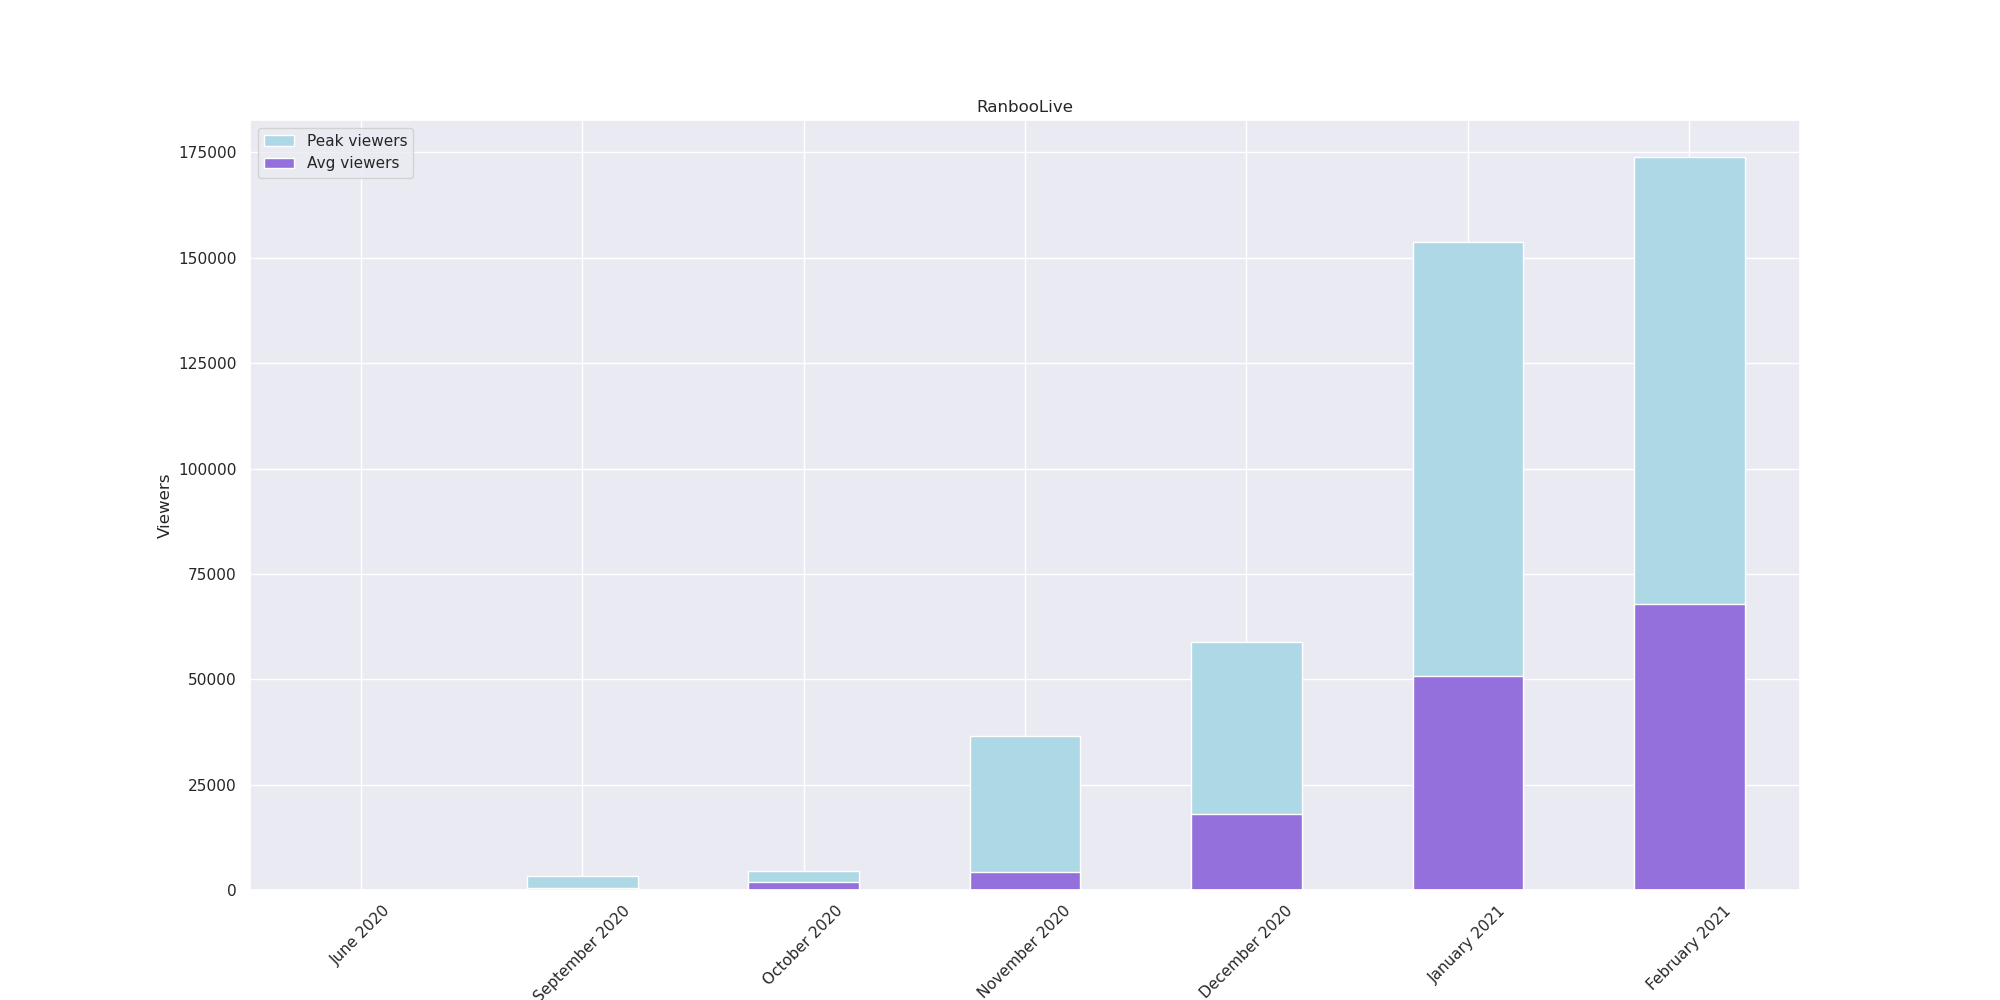 RanbooLive
Peak viewers
Avg viewers
175000
150000
125000
100000
75000
50000
25000
0
Viewers
June 2020
September 2020
October 2020
November 2020
December 2020
January 2021
February 2021